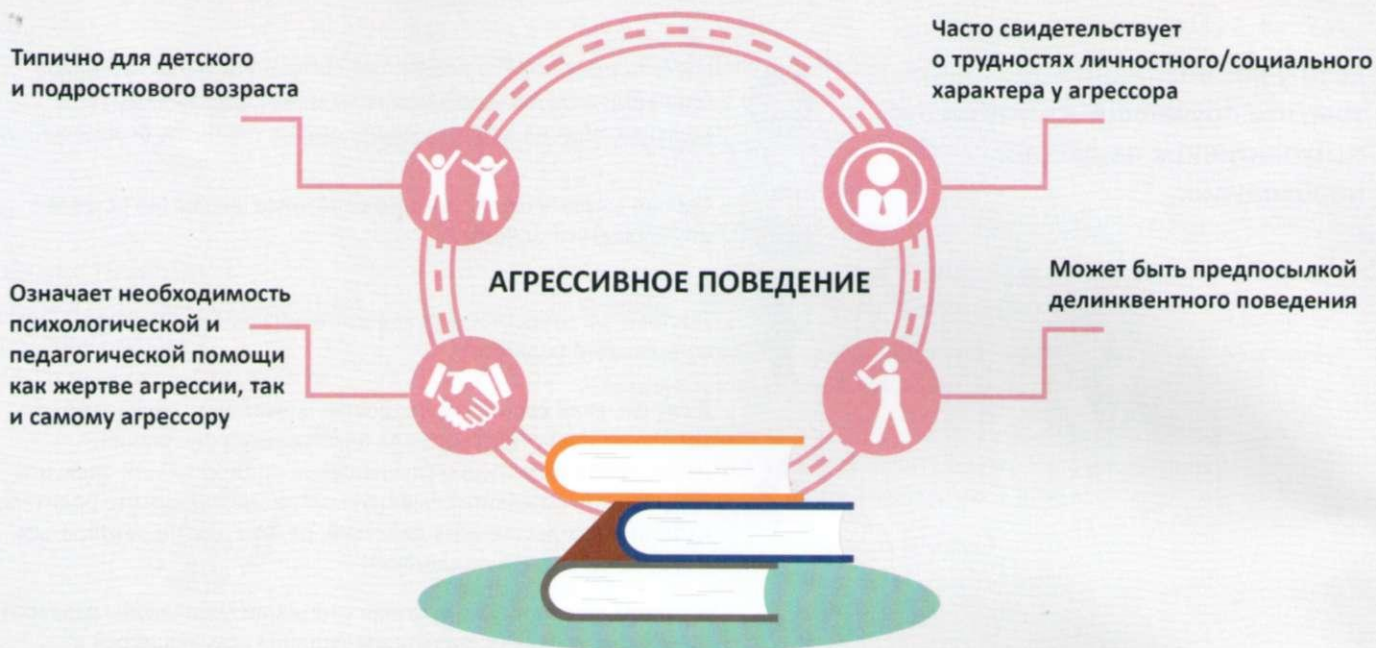 Типично для детского
и подросткового возраста
Часто свидетельствует
о трудностях личностного/социального
характера у агрессора
АГРЕССИВНОЕ ПОВЕДЕНИЕ
Означает необходимость
психологической и
педагогической помощи
как жертве агрессии, так
и самому агрессору
Может быть предпосылкой
делинквентного поведения